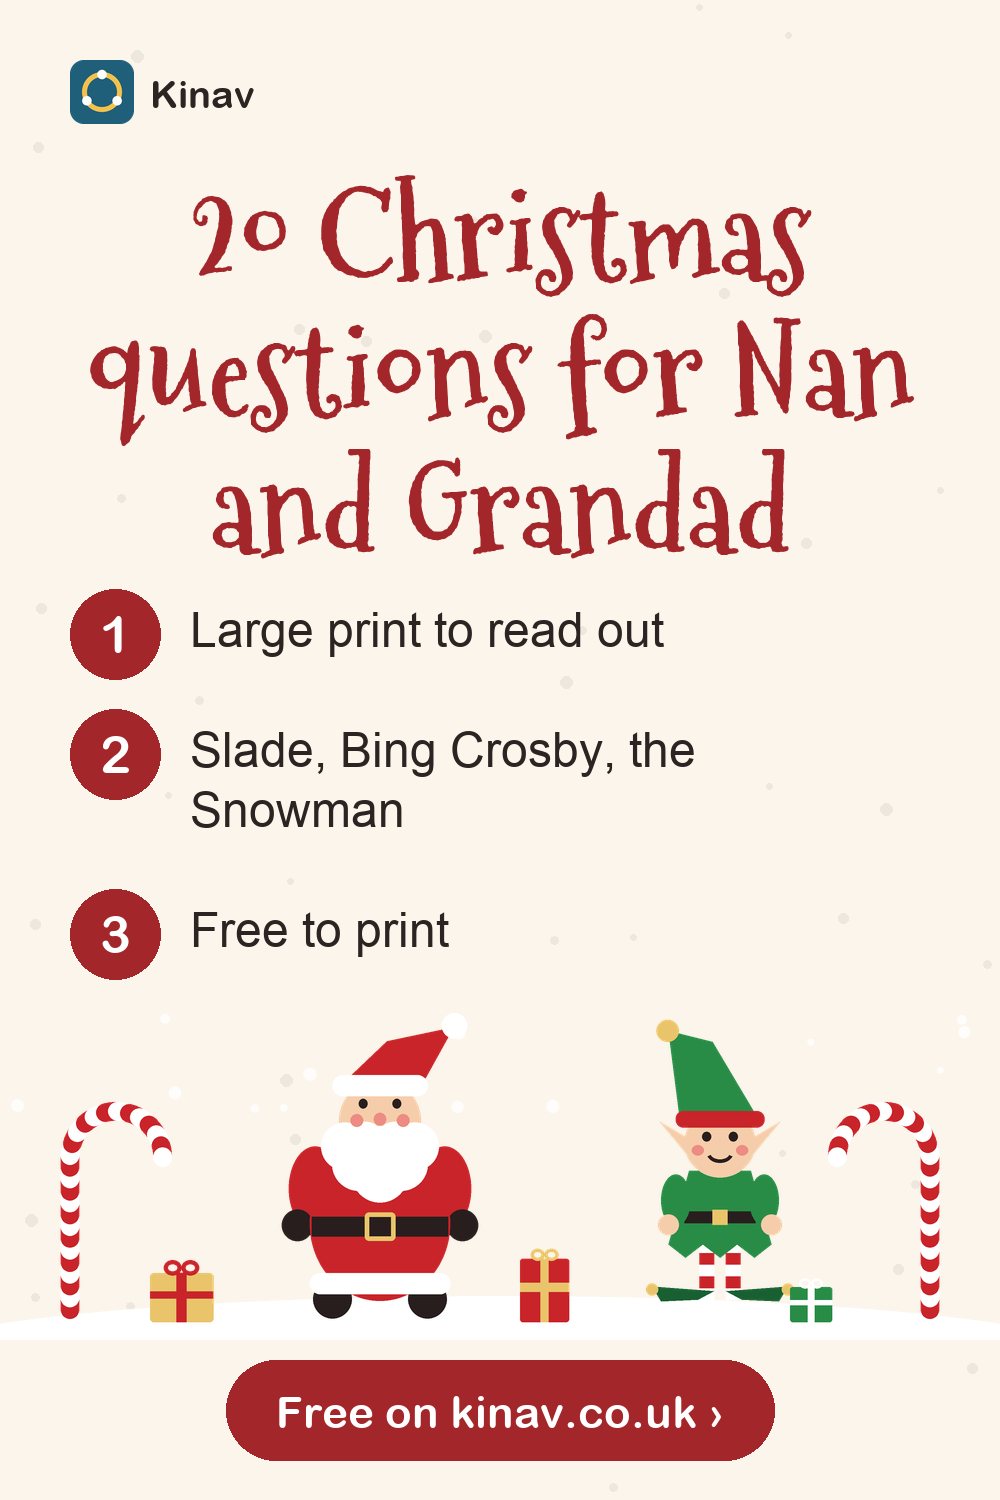 Kinav
20 Christmas
questions for Nan
and Grandad
1 Large print to read out
2 Slade, Bing Crosby, the
Snowman
3 Free to print
Free on kinav.co.uk ›